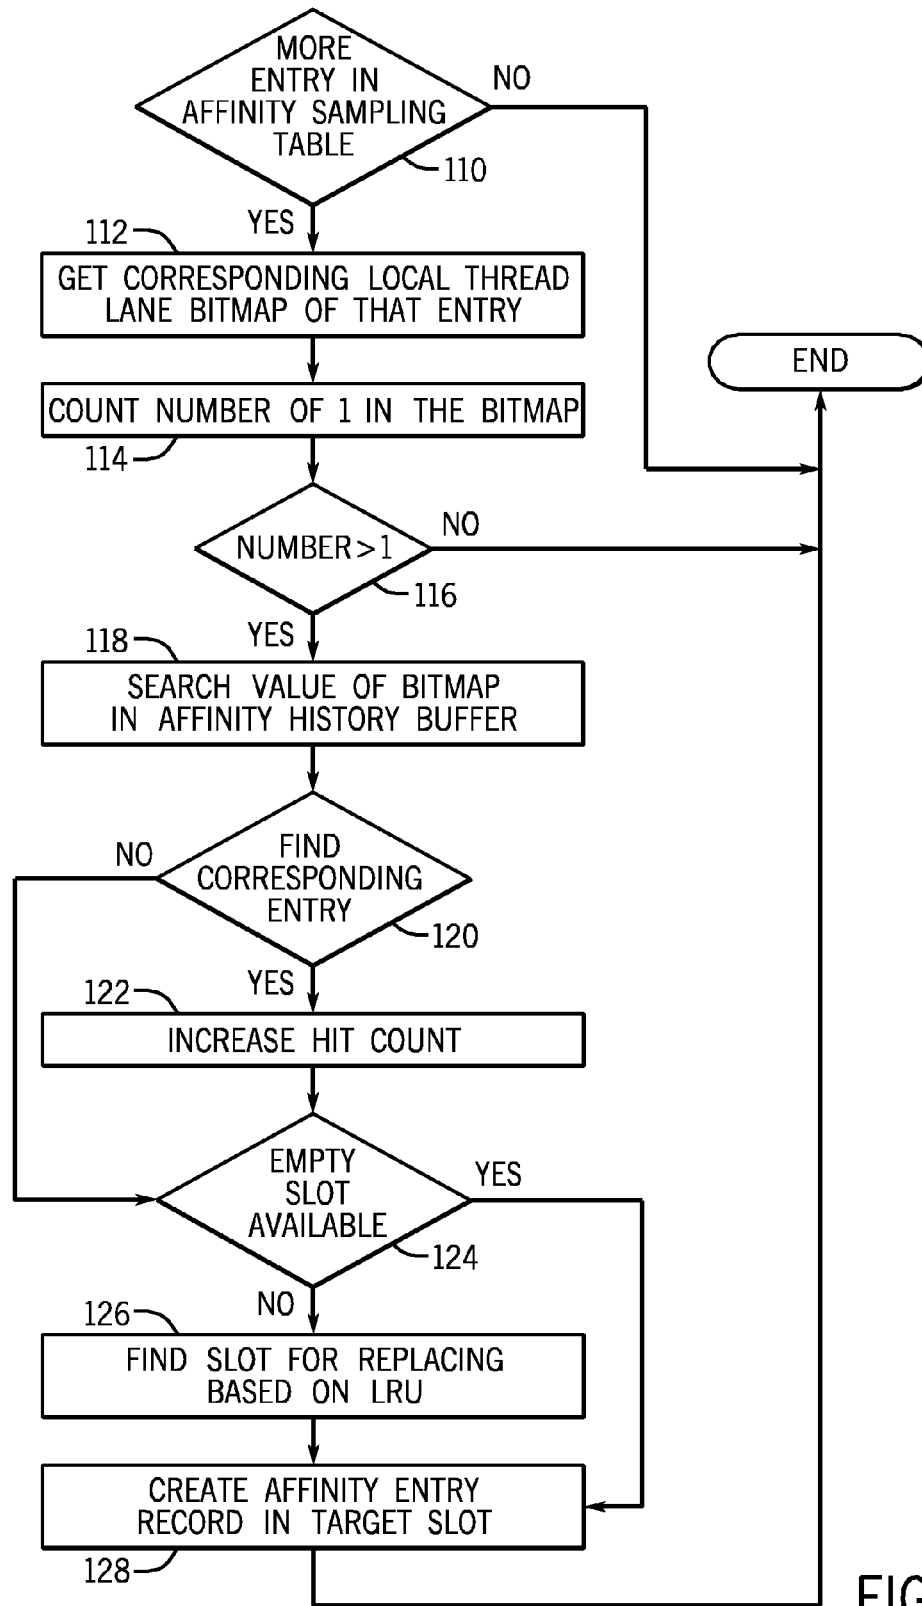 MORE
ENTRY IN
AFFINITY SAMPLING
TABLE
NO
110
YES
112
GET CORRESPONDING LOCAL THREAD
LANE BITMAP OF THAT ENTRY
END
COUNT NUMBER OF 1 IN THE BITMAP
114
NO
NUMBER>1
116
YES
118
SEARCH VALUE OF BITMAP
IN AFFINITY HISTORY BUFFER
NO
FIND
CORRESPONDING
ENTRY
120
YES
122
INCREASE HIT COUNT
EMPTY
SLOT
AVAILABLE
YES
124
NO
126
FIND SLOT FOR REPLACING
BASED ON LRU
CREATE AFFINITY ENTRY
RECORD IN TARGET SLOT
128
FIG